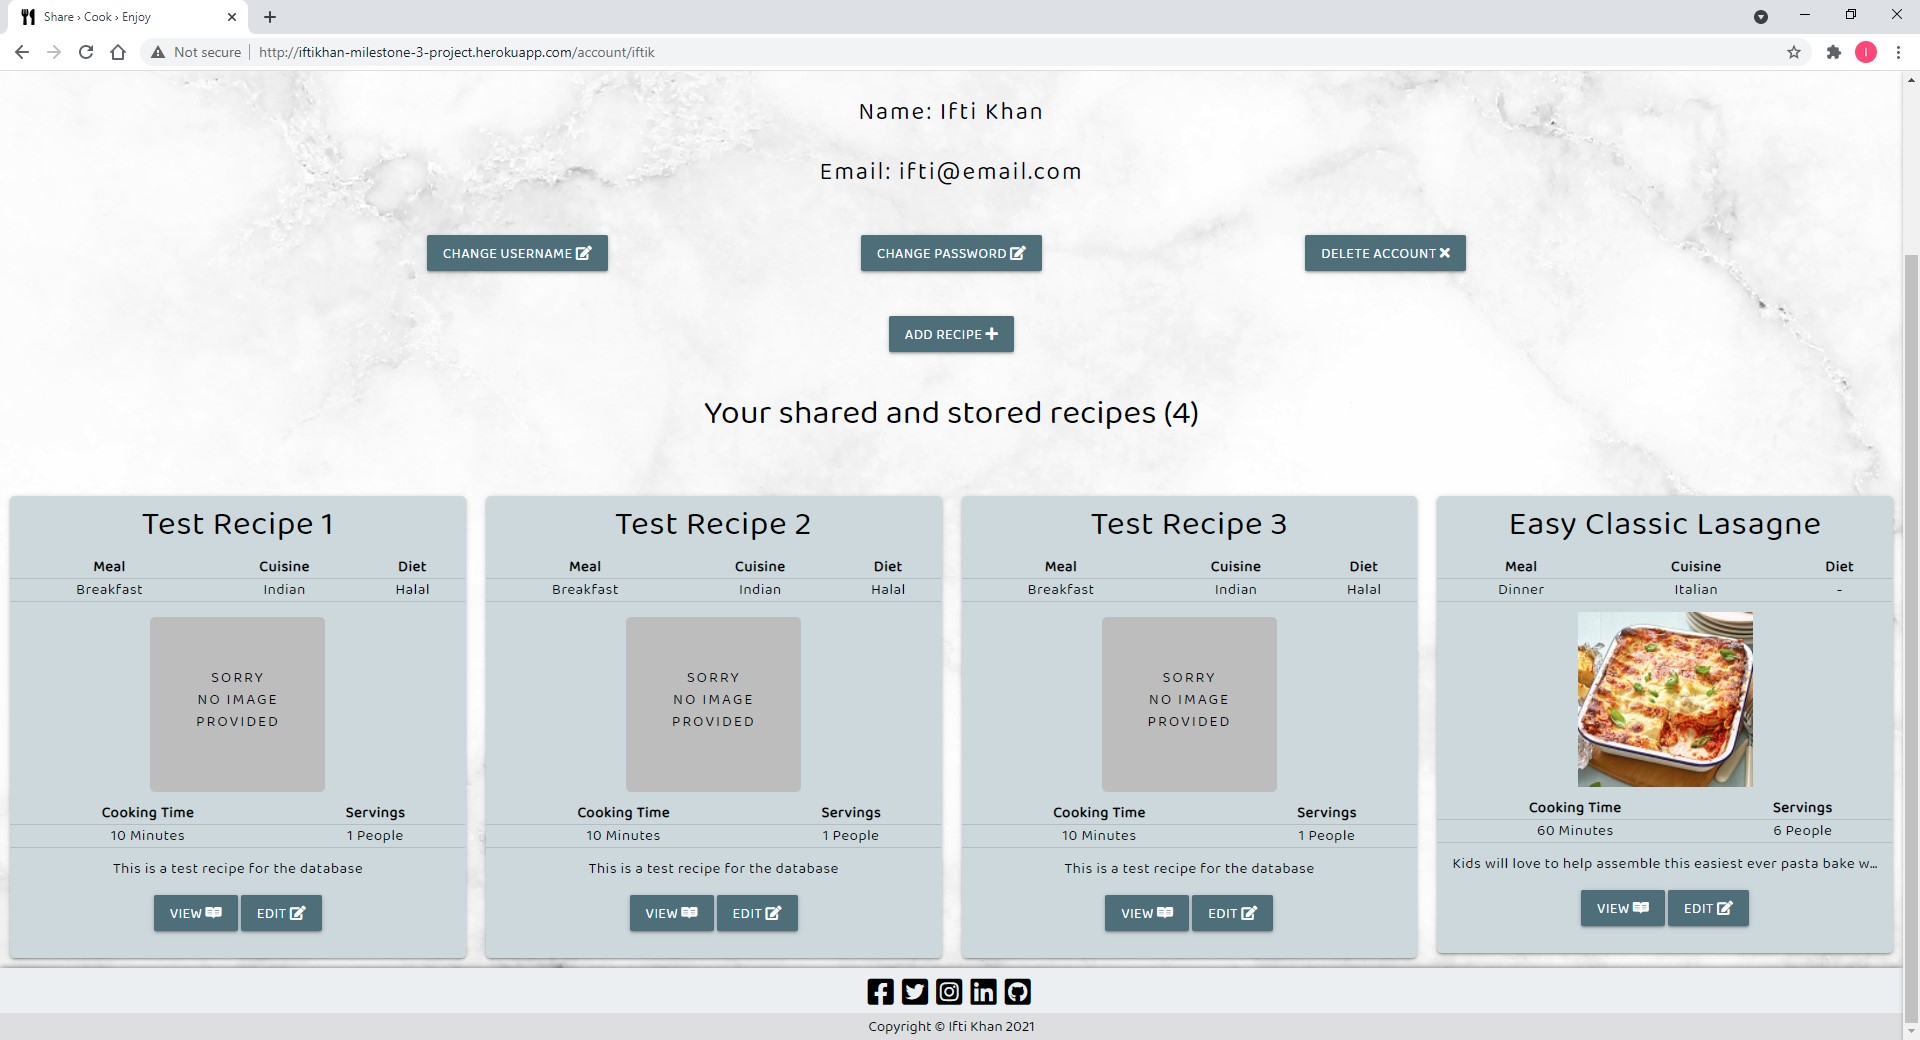 Share › Cook › Enjoy
Not secure
http://iftikhan-milestone-3-project.herokuapp.com/account/iftik
I
Name: Ifti Khan
Email: ifti@email.com
CHANGE USERNAME
CHANGE PASSWORD
DELETE ACCOUNT
ADD RECIPE
Your shared and stored recipes (4)
Test Recipe 1
Meal Cuisine Diet
Breakfast Indian Halal
SORRY
NO IMAGE
PROVIDED
Cooking Time Servings
10 Minutes 1 People
This is a test recipe for the database
VIEW EDIT
Test Recipe 2
Meal Cuisine Diet
Breakfast Indian Halal
SORRY
NO IMAGE
PROVIDED
Cooking Time Servings
10 Minutes 1 People
This is a test recipe for the database
VIEW EDIT
Test Recipe 3
Meal Cuisine Diet
Breakfast Indian Halal
SORRY
NO IMAGE
PROVIDED
Cooking Time Servings
10 Minutes 1 People
This is a test recipe for the database
VIEW EDIT
Easy Classic Lasagne
Meal Cuisine Diet
Dinner Italian -
Cooking Time Servings
60 Minutes 6 People
Kids will love to help assemble this easiest ever pasta bake w…
VIEW EDIT
Copyright © Ifti Khan 2021